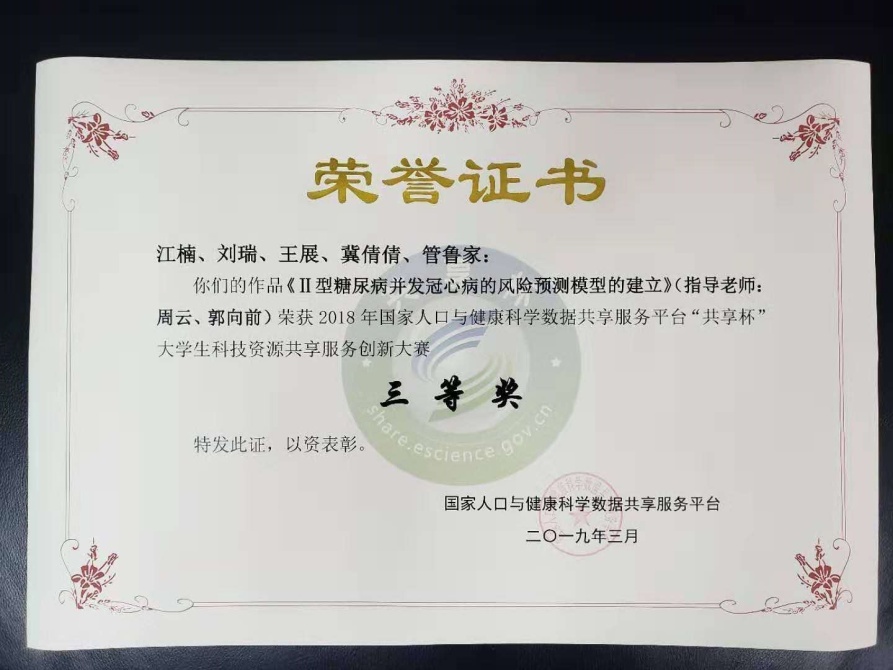 荣誉证书
江楠、刘瑞、王展、冀倩倩、管鲁家：
你们的作品《Ⅱ型糖尿病并发冠心病的风险预测模型的建立》（指导老师：
周云、郭向前）荣获 2018 年国家人口与健康科学数据共享服务平台“共享杯”
大学生科技资源共享服务创新大赛
三等奖
share.escience.gov.cn
特发此证，以资表彰。
国家人口与健康科学数据共享服务平台
二〇一九年三月